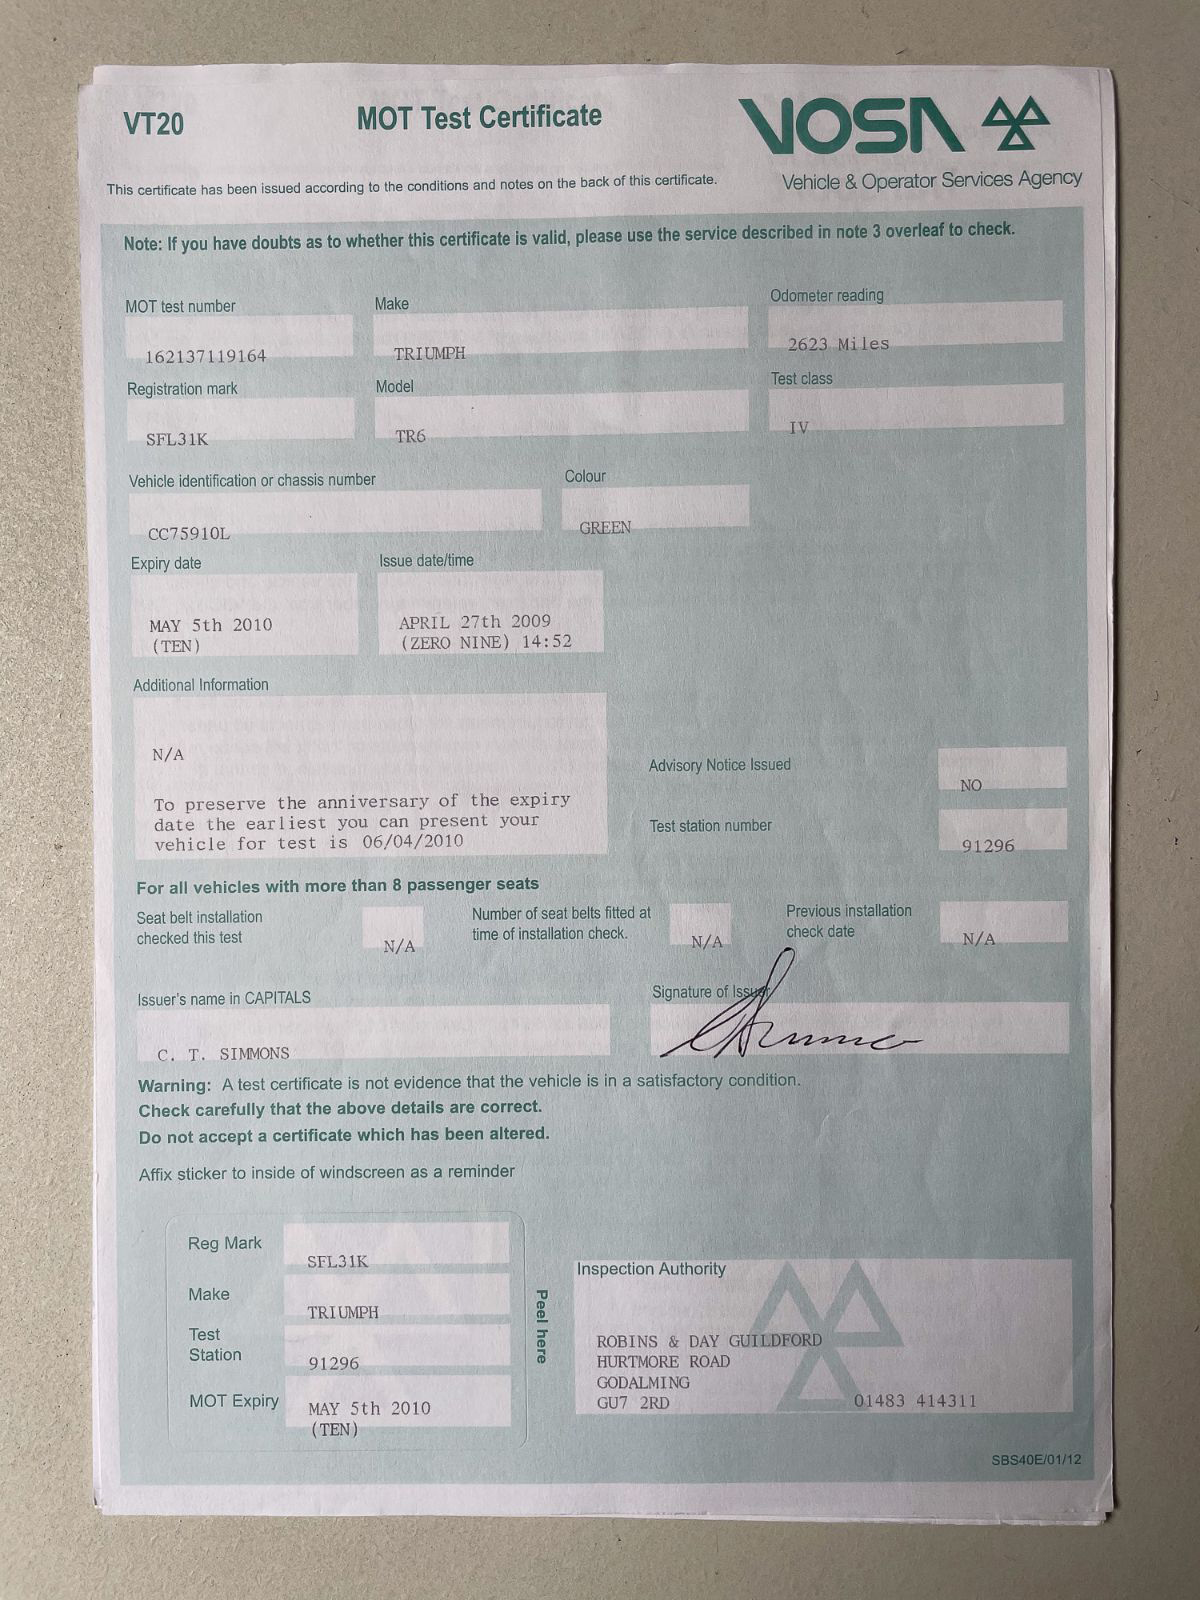 VT20
MOT Test Certificate
VOSA
Vehicle & Operator Services Agency
This certificate has been issued according to the conditions and notes on the back of this certificate.
Note: If you have doubts as to whether this certificate is valid, please use the service described in note 3 overleaf to check.
MOT test number
162137119164
Make
TRIUMPH
Odometer reading
2623 Miles
Registration mark
SFL31K
Model
TR6
Test class
IV
Vehicle identification or chassis number
CC75910L
Colour
GREEN
Expiry date
MAY 5th 2010
(TEN)
Issue date/time
APRIL 27th 2009
(ZERO NINE) 14:52
Additional Information
N/A
To preserve the anniversary of the expiry
date the earliest you can present your
vehicle for test is 06/04/2010
Advisory Notice Issued
NO
Test station number
91296
For all vehicles with more than 8 passenger seats
Seat belt installation
checked this test
N/A
Number of seat belts fitted at
time of installation check.
N/A
Previous installation
check date
N/A
Issuer's name in CAPITALS
C. T. SIMMONS
Signature of Issuer
Warning: A test certificate is not evidence that the vehicle is in a satisfactory condition.
Check carefully that the above details are correct.
Do not accept a certificate which has been altered.
Affix sticker to inside of windscreen as a reminder
Reg Mark
SFL31K
Make
TRIUMPH
Test
Station
91296
MOT Expiry
MAY 5th 2010
(TEN)
Peel here
Inspection Authority
ROBINS & DAY GUILDFORD
HURTMORE ROAD
GODALMING
GU7 2RD 01483 414311
SBS40E/01/12